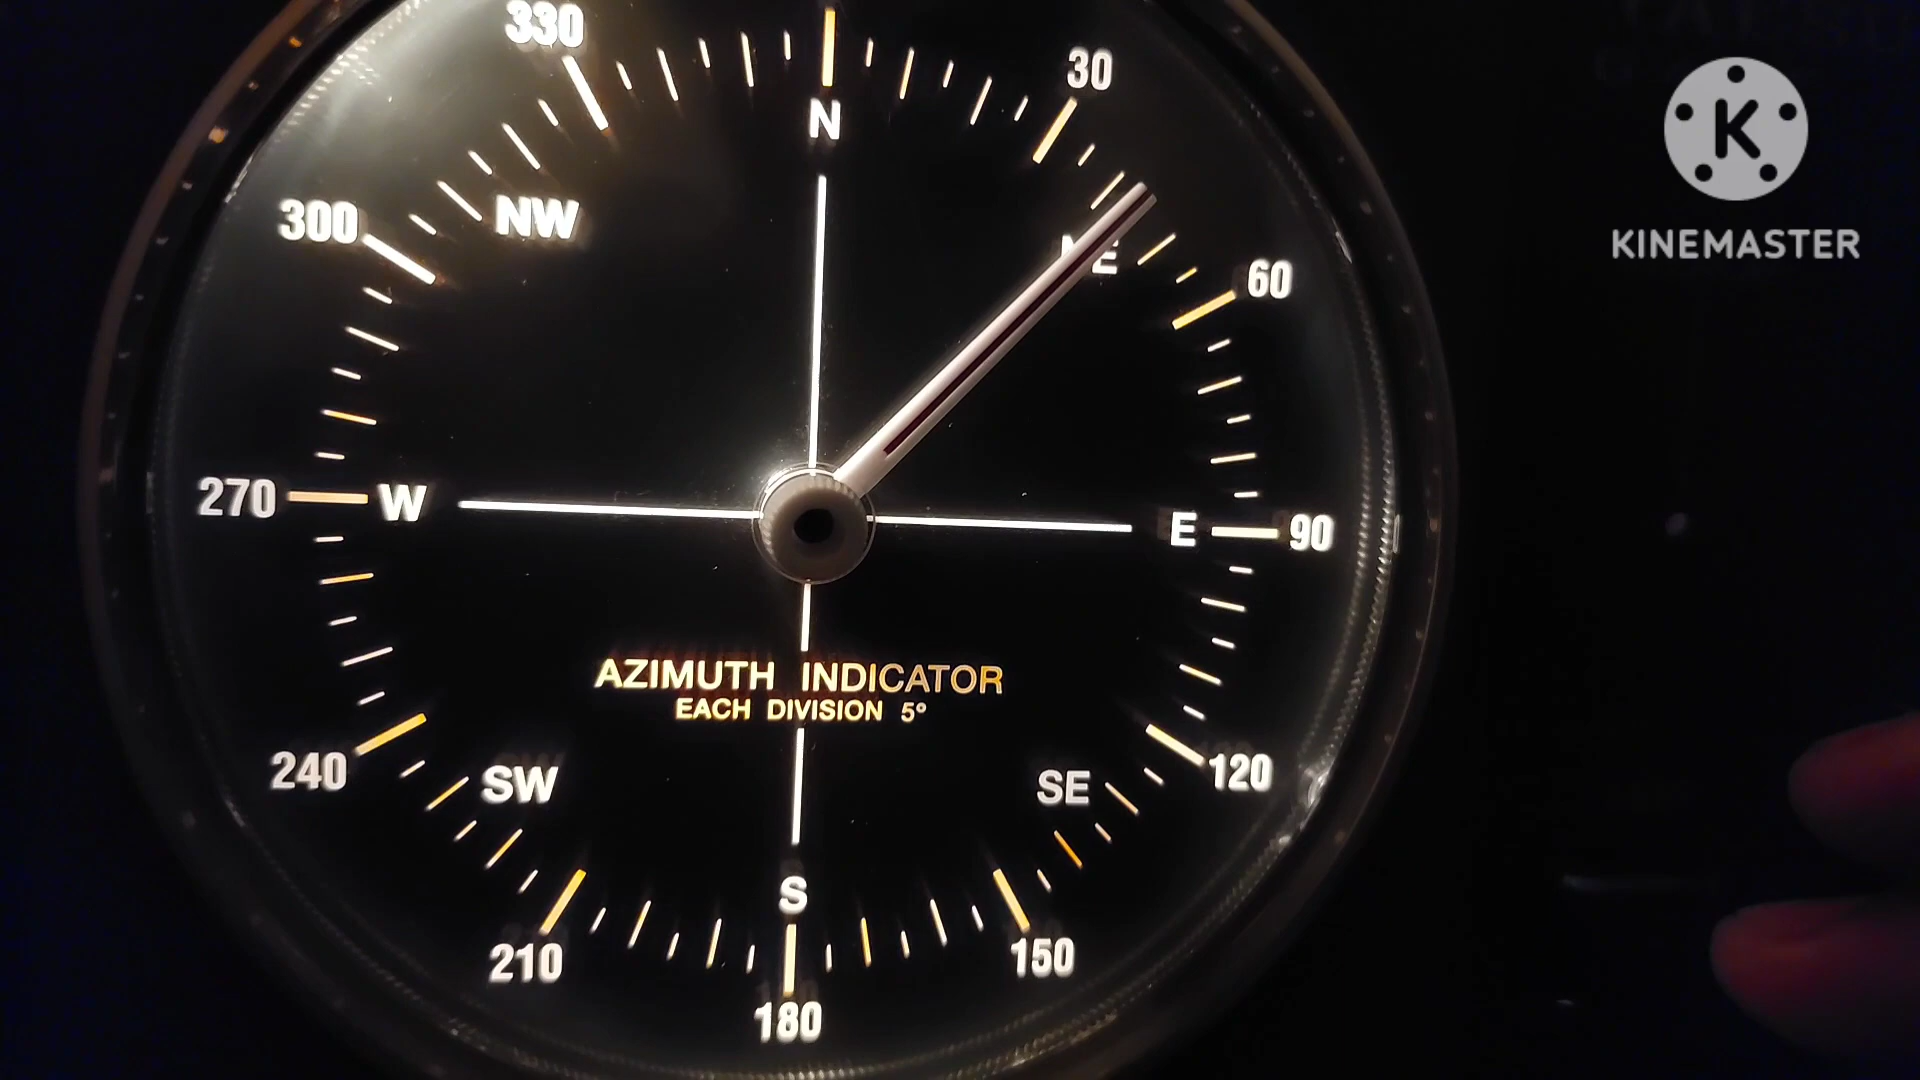 330
30
N
300
NW
NE
60
K
KINEMASTER
270
W
E
90
AZIMUTH INDICATOR
EACH DIVISION 5°
240
SW
SE
120
S
210
150
180